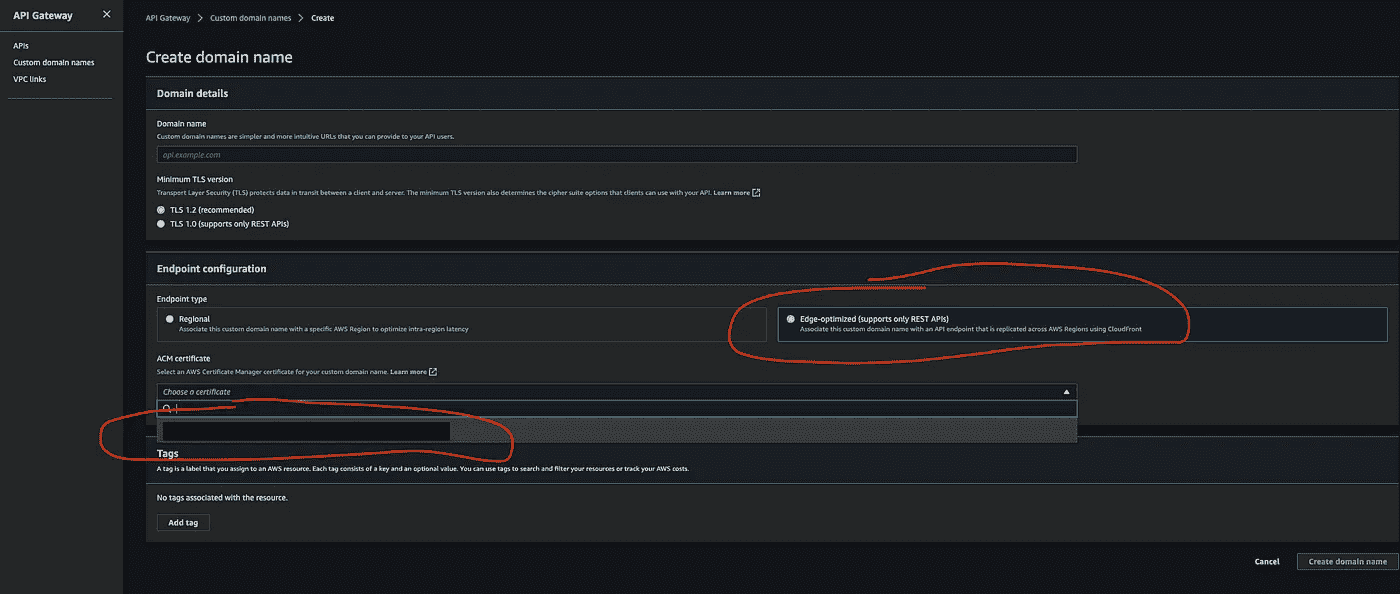 API Gateway
APIs
Custom domain names
VPC links
API Gateway > Custom domain names > Create
Create domain name
Domain details
Domain name
Custom domain names are simpler and more intuitive URLs that you can provide to your API users.
api.example.com
Minimum TLS version
Transport Layer Security (TLS) protects data in transit between a client and server. The minimum TLS version also determines the cipher suite options that clients can use with your API. Learn more
TLS 1.2 (recommended)
TLS 1.0 (supports only REST APIs)
Endpoint configuration
Endpoint type
Regional
Associate this custom domain name with a specific AWS Region to optimize intra-region latency
Edge-optimized (supports only REST APIs)
Associate this custom domain name with an API endpoint that is replicated across AWS Regions using CloudFront
ACM certificate
Select an AWS Certificate Manager certificate for your custom domain name. Learn more
Choose a certificate
Tags
A tag is a label that you assign to an AWS resource. Each tag consists of a key and an optional value. You can use tags to search and filter your resources or track your AWS costs.
No tags associated with the resource.
Add tag
Cancel
Create domain name